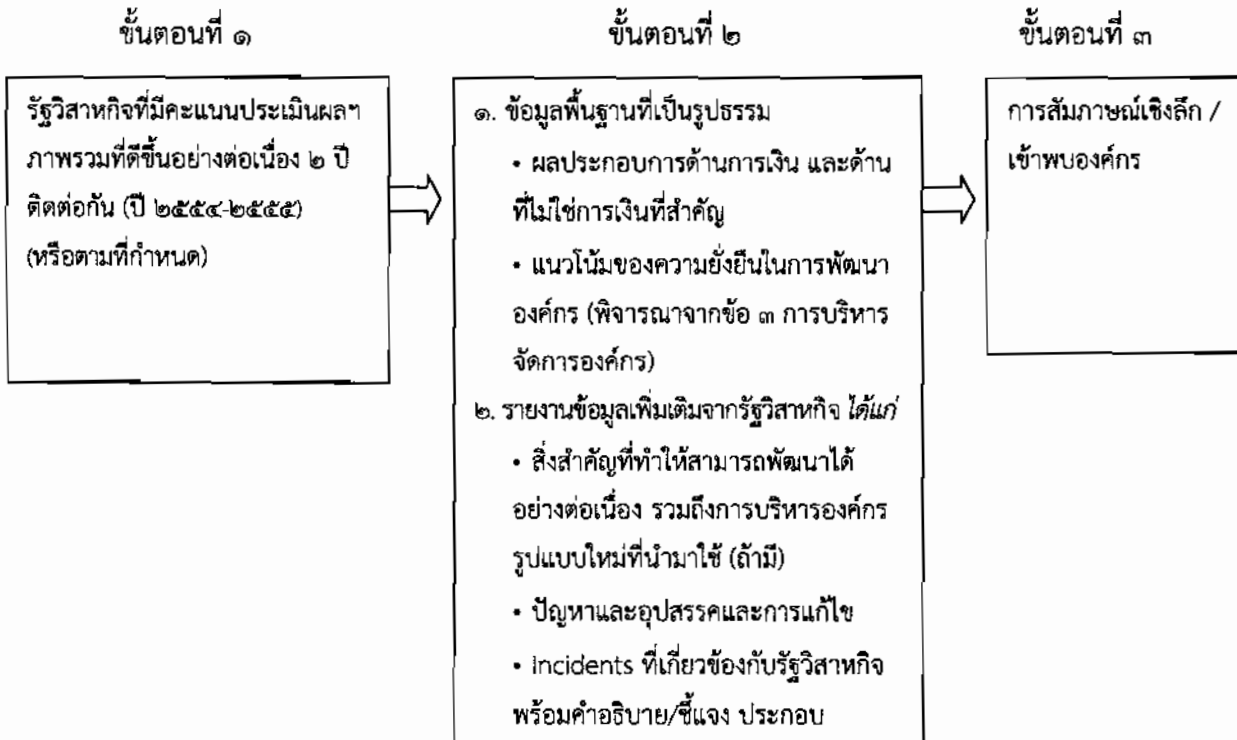 ขั้นตอนที่ ๑
รัฐวิสาหกิจที่มีคะแนนประเมินผลฯ
ภาพรวมที่ดีขึ้นอย่างต่อเนื่อง ๒ ปี
ติดต่อกัน (ปี ๒๕๕๔-๒๕๕๕)
(หรือตามที่กำหนด)
ขั้นตอนที่ ๒
๑. ข้อมูลพื้นฐานที่เป็นรูปธรรม
• ผลประกอบการด้านการเงิน และด้าน
ที่ไม่ใช่การเงินที่สำคัญ
• แนวโน้มของความยั่งยืนในการพัฒนา
องค์กร (พิจารณาจากข้อ ๓ การบริหาร
จัดการองค์กร)
๒. รายงานข้อมูลเพิ่มเติมจากรัฐวิสาหกิจ ได้แก่
• สิ่งสำคัญที่ทำให้สามารถพัฒนาได้
อย่างต่อเนื่อง รวมถึงการบริหารองค์กร
รูปแบบใหม่ที่นำมาใช้ (ถ้ามี)
• ปัญหาและอุปสรรคและการแก้ไข
• Incidents ที่เกี่ยวข้องกับรัฐวิสาหกิจ
พร้อมคำอธิบาย/ชี้แจง ประกอบ
ขั้นตอนที่ ๓
การสัมภาษณ์เชิงลึก /
เข้าพบองค์กร